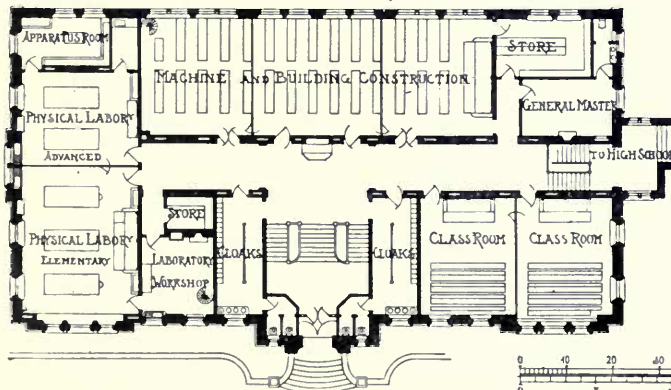 APPARATUS ROOM
STORE
MACHINE AND BUILDING CONSTRUCTION
GENERAL MASTER
PHYSICAL LABORY
ADVANCED
TO HIGH SCHOOL
STORE
PHYSICAL LABORY
ELEMENTARY
LABORATORY
WORKSHOP
CLOAKS
CLOAKS
CLASS ROOM
CLASS ROOM
10 20 40